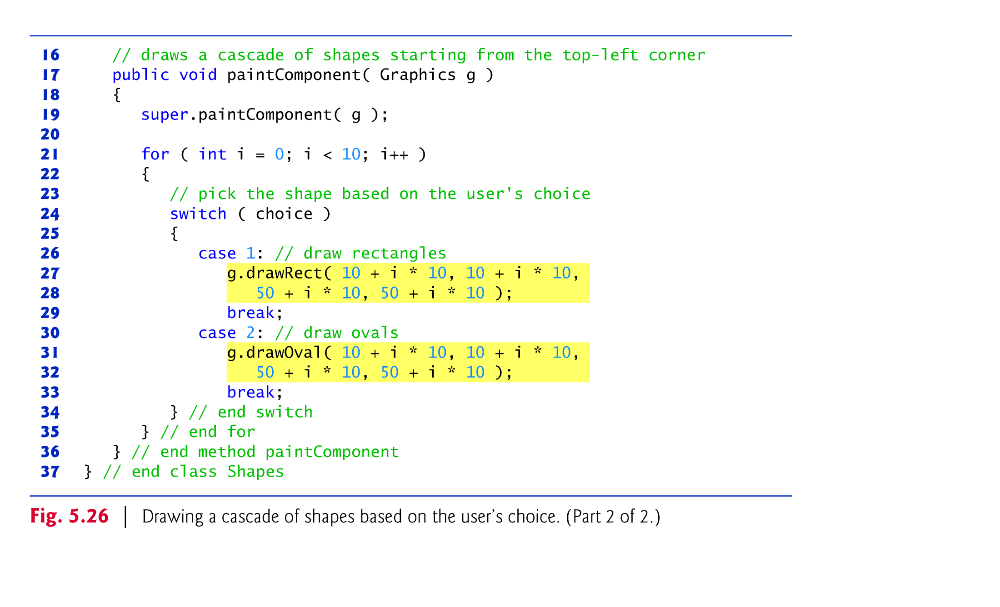 16 // draws a cascade of shapes starting from the top-left corner
17 public void paintComponent( Graphics g )
18 {
19 super.paintComponent( g );
20
21 for ( int i = 0; i < 10; i++ )
22 {
23 // pick the shape based on the user's choice
24 switch ( choice )
25 {
26 case 1: // draw rectangles
27 g.drawRect( 10 + i * 10, 10 + i * 10,
28 50 + i * 10, 50 + i * 10 );
29 break;
30 case 2: // draw ovals
31 g.drawOval( 10 + i * 10, 10 + i * 10,
32 50 + i * 10, 50 + i * 10 );
33 break;
34 } // end switch
35 } // end for
36 } // end method paintComponent
37 } // end class Shapes
Fig. 5.26 | Drawing a cascade of shapes based on the user’s choice. (Part 2 of 2.)